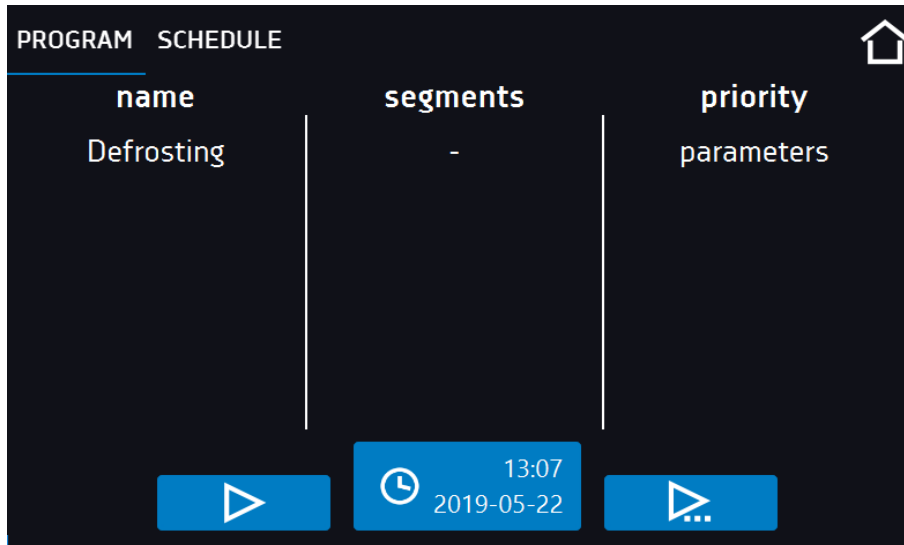 PROGRAM SCHEDULE
name segments priority
Defrosting - parameters
13:07
2019-05-22